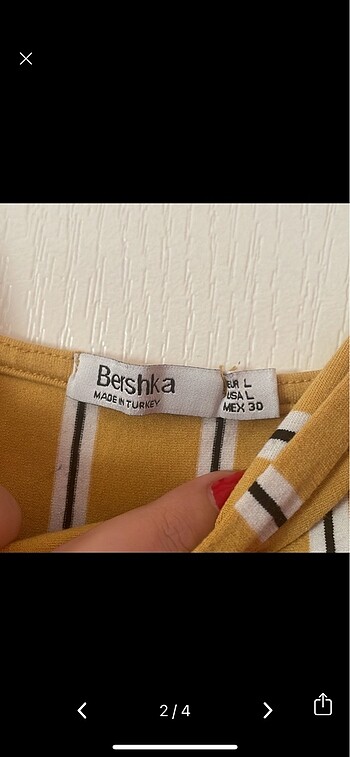 Bershka
MADE IN TURKEY
EUR L
USA L
MEX 30
2/4